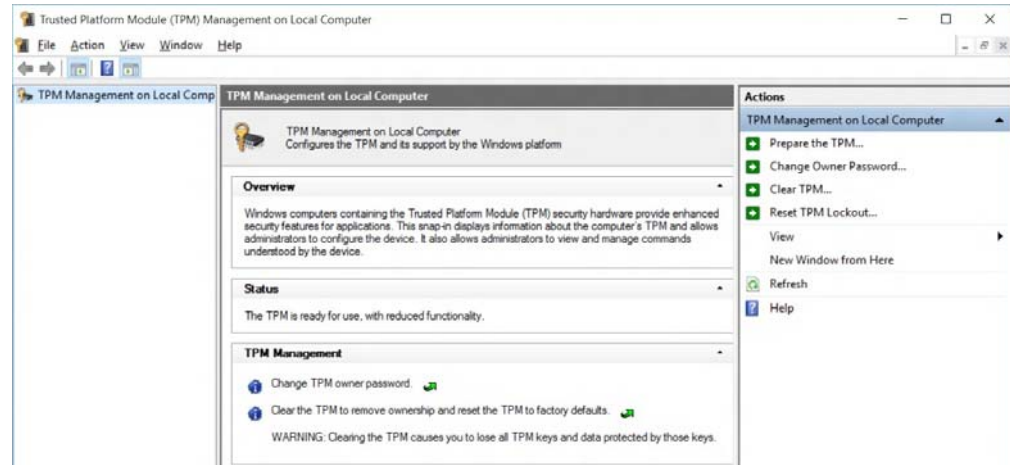 Trusted Platform Module (TPM) Management on Local Computer
File Action View Window Help
TPM Management on Local Comp
TPM Management on Local Computer
TPM Management on Local Computer
Configures the TPM and its support by the Windows platform
Overview
Windows computers containing the Trusted Platform Module (TPM) security hardware provide enhanced
security features for applications. This snap-in displays information about the computer's TPM and allows
administrators to configure the device. It also allows administrators to view and manage commands
understood by the device.
Status
The TPM is ready for use, with reduced functionality.
TPM Management
Change TPM owner password.
Clear the TPM to remove ownership and reset the TPM to factory defaults.
WARNING: Clearing the TPM causes you to lose all TPM keys and data protected by those keys.
Actions
TPM Management on Local Computer
Prepare the TPM...
Change Owner Password...
Clear TPM...
Reset TPM Lockout...
View
New Window from Here
Refresh
Help